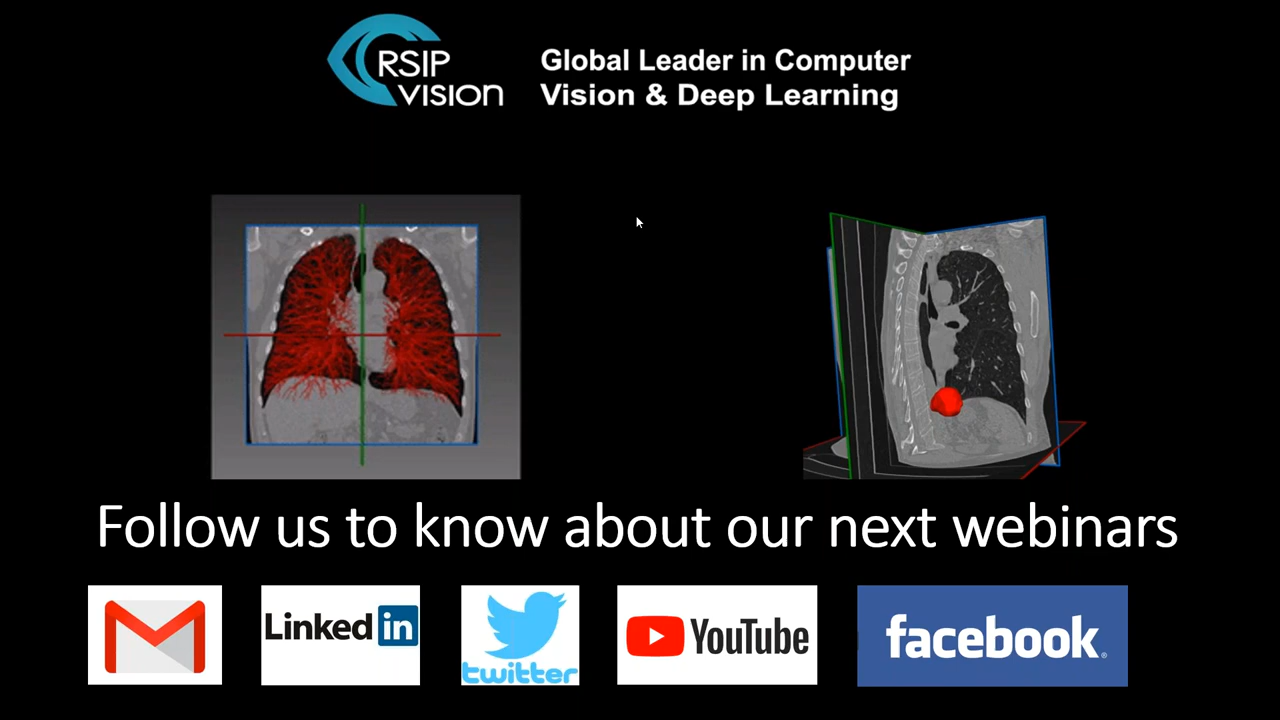 RSIP
VISION
Global Leader in Computer
Vision & Deep Learning
Follow us to know about our next webinars
Linked in
twitter
YouTube
facebook